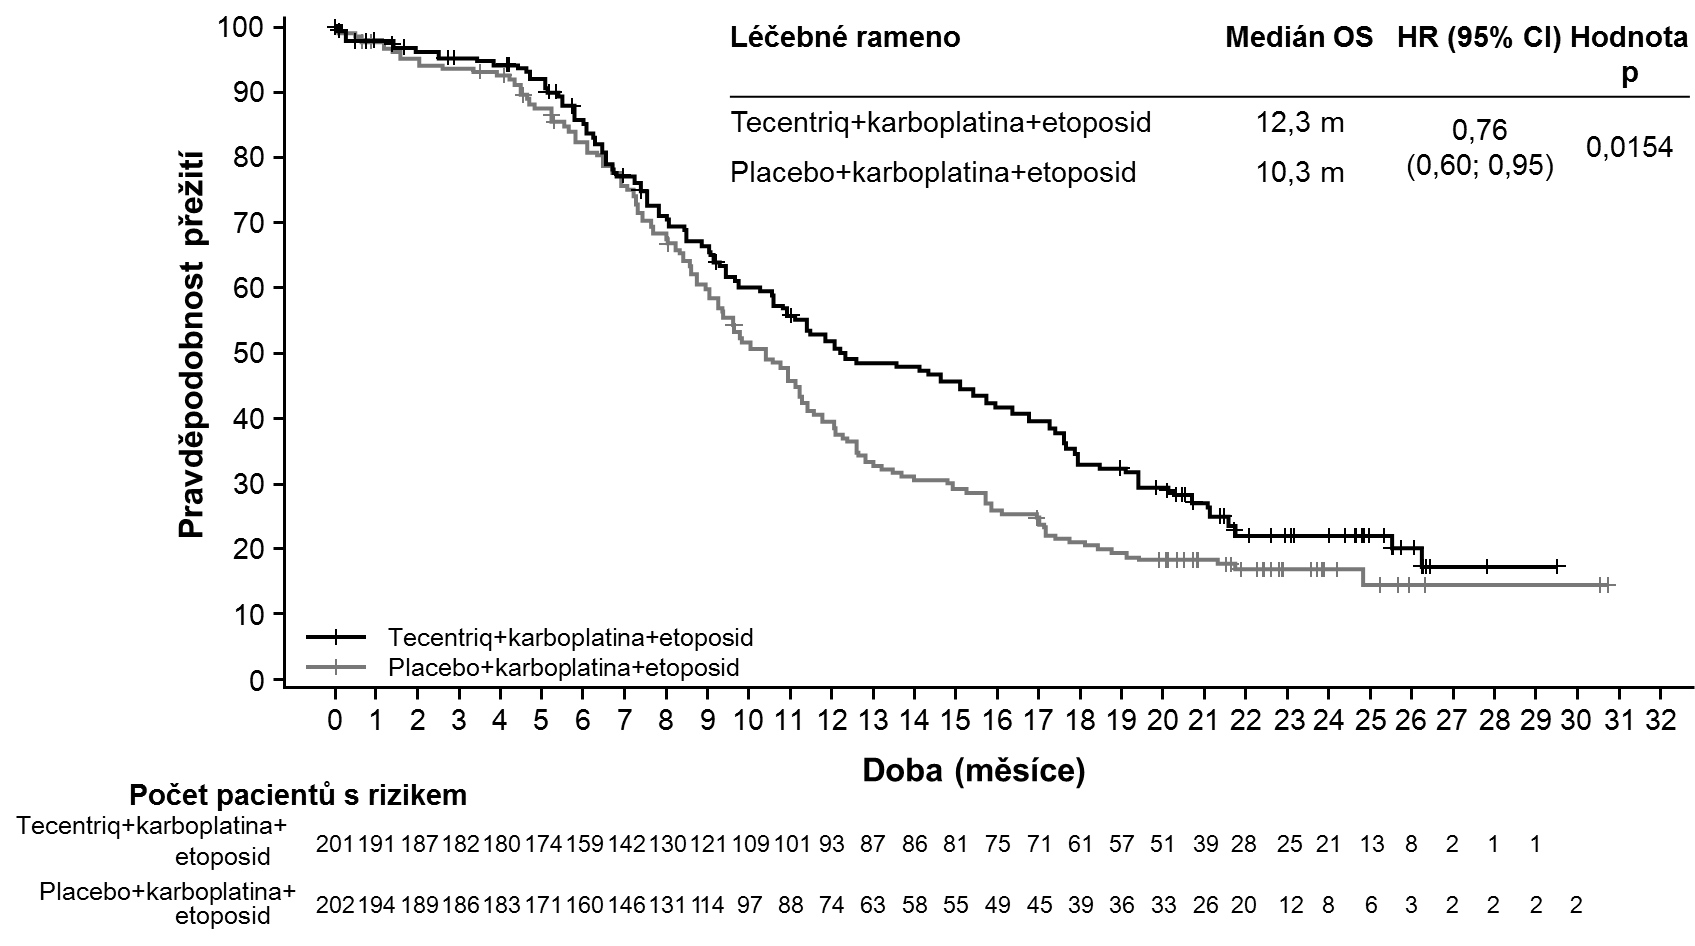 Léčebné rameno Medián OS HR (95% CI) Hodnota p
Tecentriq+karboplatina+etoposid 12,3 m
0,76 (0,60; 0,95) 0,0154
Placebo+karboplatina+etoposid 10,3 m
Pravděpodobnost přežití
100
90
80
70
60
50
40
30
20
10
0
Tecentriq+karboplatina+etoposid
Placebo+karboplatina+etoposid
0 1 2 3 4 5 6 7 8 9 10 11 12 13 14 15 16 17 18 19 20 21 22 23 24 25 26 27 28 29 30 31 32
Doba (měsíce)
Počet pacientů s rizikem
Tecentriq+karboplatina+
etoposid 201 191 187 182 180 174 159 142 130 121 109 101 93 87 86 81 75 71 61 57 51 39 28 25 21 13 8 2 1 1
Placebo+karboplatina+
etoposid 202 194 189 186 183 171 160 146 131 114 97 88 74 63 58 55 49 45 39 36 33 26 20 12 8 6 3 2 2 2 2